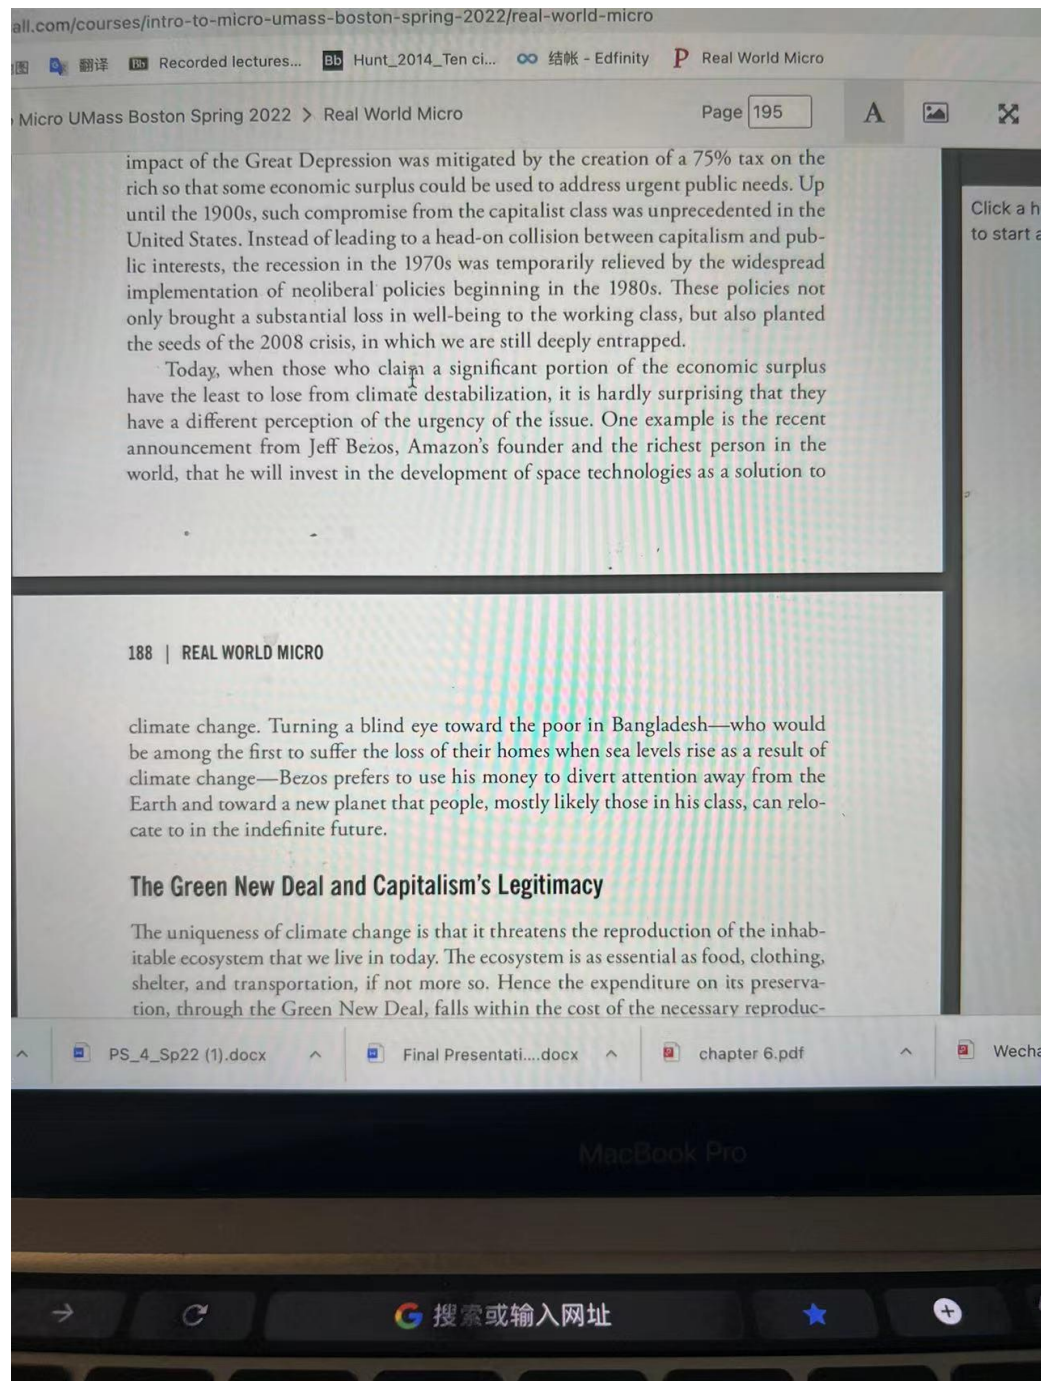 all.com/courses/intro-to-micro-umass-boston-spring-2022/real-world-micro
图 翻译 Bb Recorded lectures... Bb Hunt_2014_Ten ci... 结帐 - Edfinity P Real World Micro
Micro UMass Boston Spring 2022 > Real World Micro Page 195 A
impact of the Great Depression was mitigated by the creation of a 75% tax on the
rich so that some economic surplus could be used to address urgent public needs. Up
until the 1900s, such compromise from the capitalist class was unprecedented in the
United States. Instead of leading to a head-on collision between capitalism and pub-
lic interests, the recession in the 1970s was temporarily relieved by the widespread
implementation of neoliberal policies beginning in the 1980s. These policies not
only brought a substantial loss in well-being to the working class, but also planted
the seeds of the 2008 crisis, in which we are still deeply entrapped.
Today, when those who claim a significant portion of the economic surplus
have the least to lose from climate destabilization, it is hardly surprising that they
have a different perception of the urgency of the issue. One example is the recent
announcement from Jeff Bezos, Amazon's founder and the richest person in the
world, that he will invest in the development of space technologies as a solution to
Click a h
to start a
188 | REAL WORLD MICRO
climate change. Turning a blind eye toward the poor in Bangladesh—who would
be among the first to suffer the loss of their homes when sea levels rise as a result of
climate change—Bezos prefers to use his money to divert attention away from the
Earth and toward a new planet that people, mostly likely those in his class, can relo-
cate to in the indefinite future.
The Green New Deal and Capitalism's Legitimacy
The uniqueness of climate change is that it threatens the reproduction of the inhab-
itable ecosystem that we live in today. The ecosystem is as essential as food, clothing,
shelter, and transportation, if not more so. Hence the expenditure on its preserva-
tion, through the Green New Deal, falls within the cost of the necessary reproduc-
PS_4_Sp22 (1).docx Final Presentati....docx chapter 6.pdf Wecha
MacBook Pro
G 搜索或输入网址